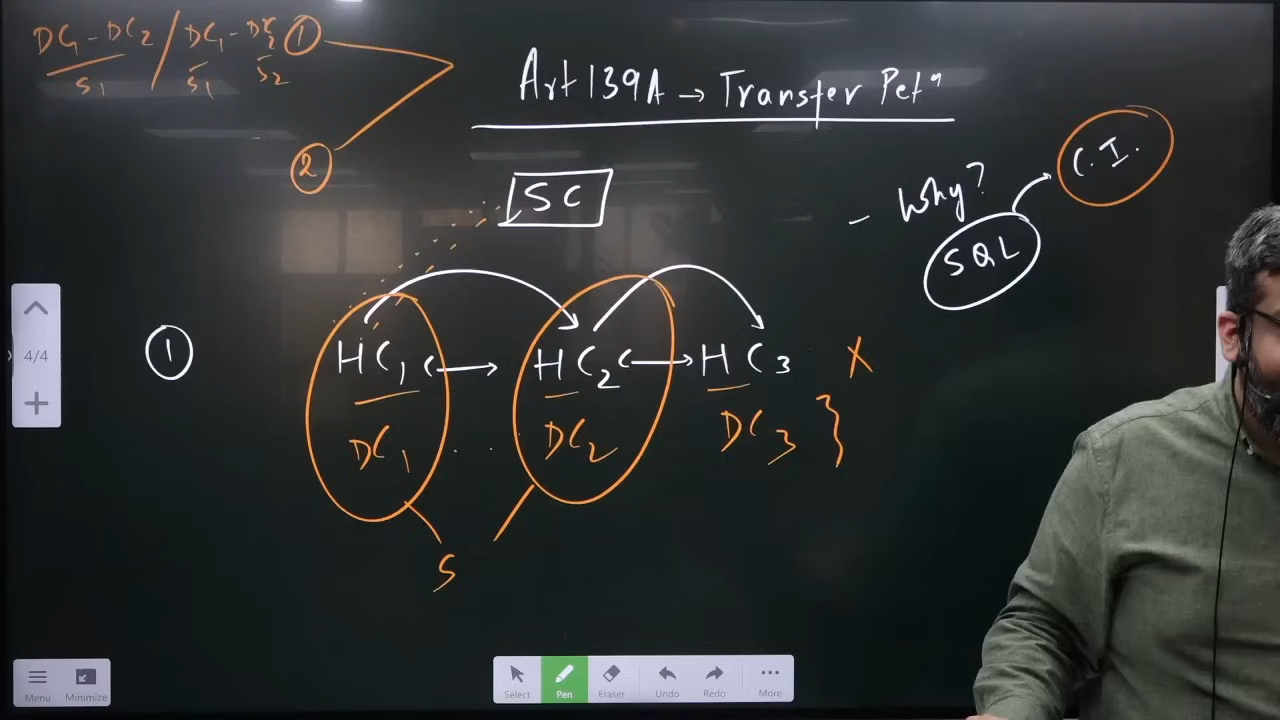 DC1 - DC2 / DC1 - DC2 ①
S1 S1 S2
Art 139A → Transfer Petn
②
SC
- Why?
C.I.
SQL
4/4
①
HC1 → HC2 → HC3 X
DC1 .. DC2 DC3 }
S
Menu Minimize Select Pen Eraser Undo Redo More